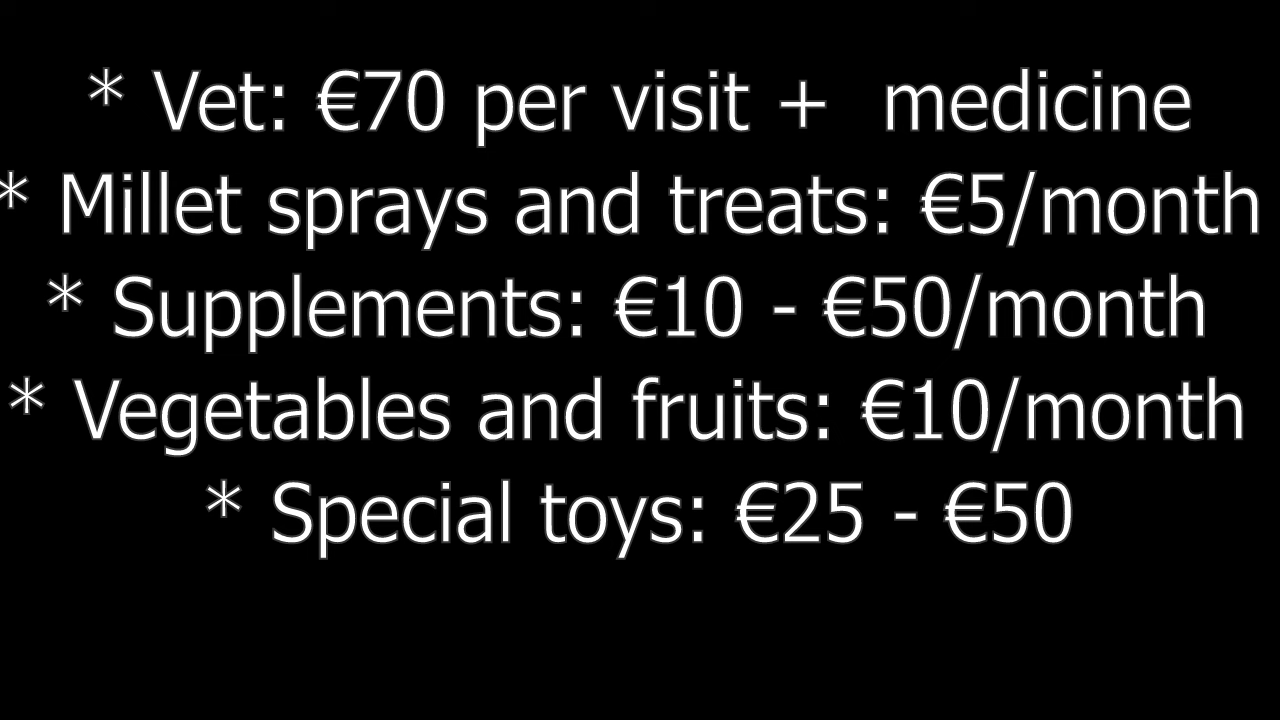 * Vet: €70 per visit +  medicine
* Millet sprays and treats: €5/month
* Supplements: €10 - €50/month
* Vegetables and fruits: €10/month
* Special toys: €25 - €50